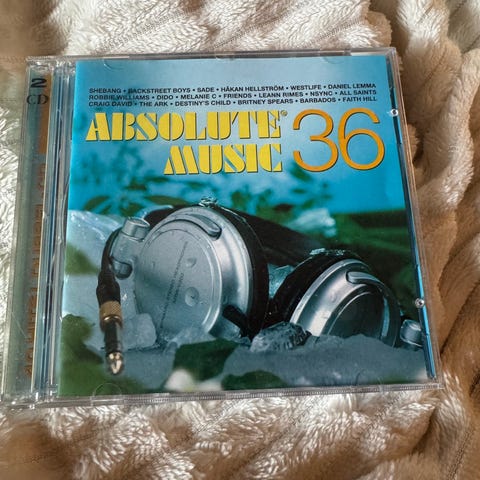 2
CD
SHEBANG • BACKSTREET BOYS • SADE • HÅKAN HELLSTRÖM • WESTLIFE • DANIEL LEMMA
ROBBIE WILLIAMS • DIDO • MELANIE C • FRIENDS • LEANN RIMES • NSYNC • ALL SAINTS
CRAIG DAVID • THE ARK • DESTINY'S CHILD • BRITNEY SPEARS • BARBADOS • FAITH HILL
ABSOLUTE® 36
MUSIC